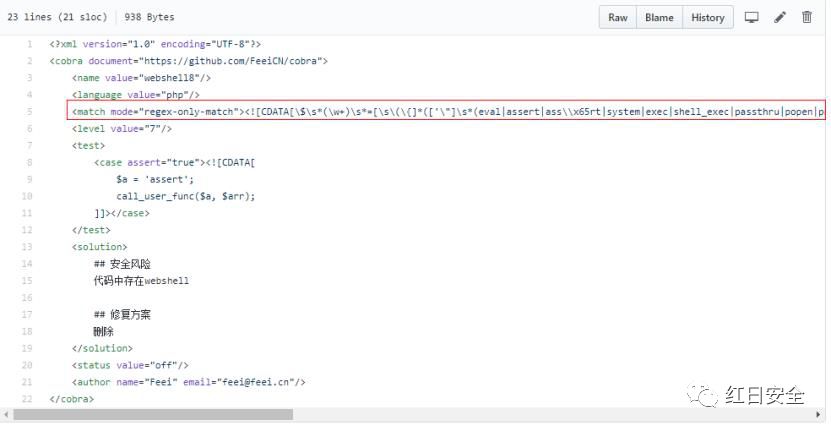 23 lines (21 sloc) | 938 Bytes Raw Blame History
1 <?xml version="1.0" encoding="UTF-8"?>
2 <cobra document="https://github.com/FeeiCN/cobra">
3 <name value="webshell8"/>
4 <language value="php"/>
5 <match mode="regex-only-match"><![CDATA[\$\s*(\w+)\s*=[\s\(\{]*(['\"]\s*(eval|assert|ass\\x65rt|system|exec|shell_exec|passthru|popen|p
6 <level value="7"/>
7 <test>
8 <case assert="true"><![CDATA[
9 $a = 'assert';
10 call_user_func($a, $arr);
11 ]]></case>
12 </test>
13 <solution>
14 ## 安全风险
15 代码中存在webshell
16
17 ## 修复方案
18 删除
19 </solution>
20 <status value="off"/>
21 <author name="Feei" email="feei@feei.cn"/>
22 </cobra>
红日安全